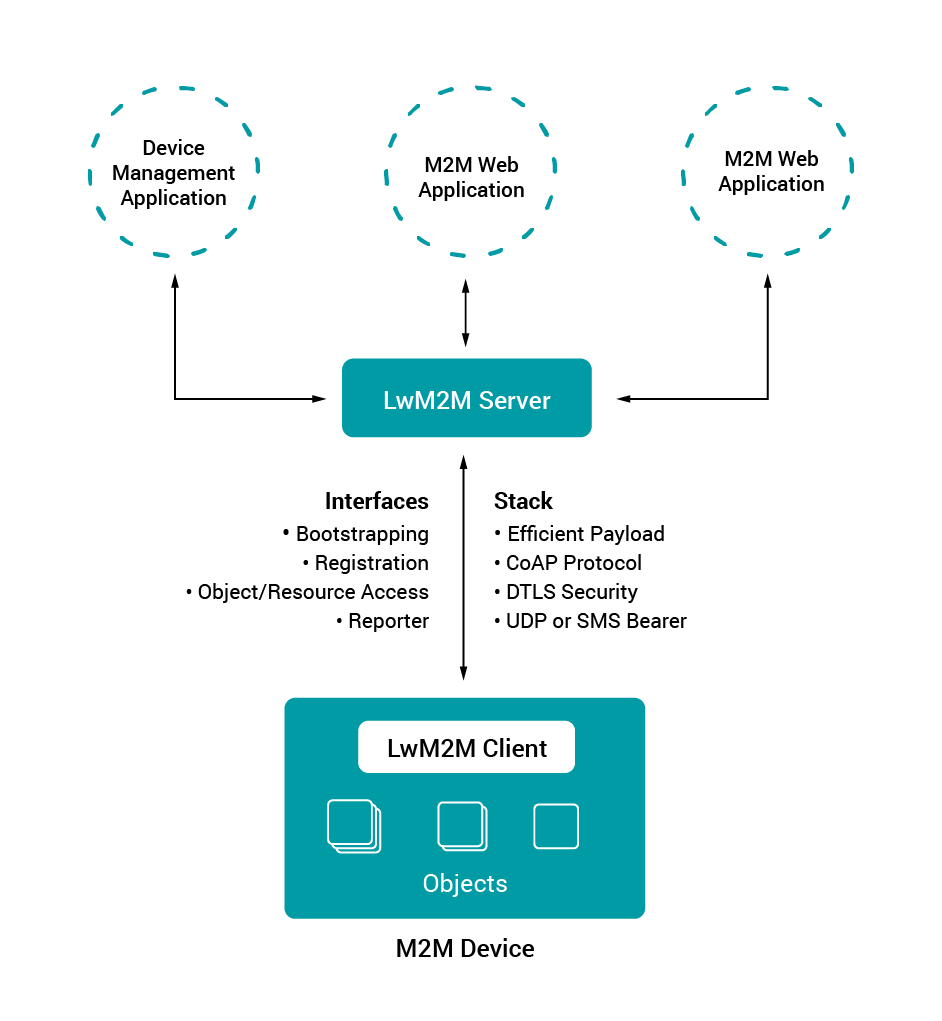 Device
Management
Application
M2M Web
Application
M2M Web
Application
LwM2M Server
Interfaces
• Bootstrapping
• Registration
• Object/Resource Access
• Reporter
Stack
• Efficient Payload
• CoAP Protocol
• DTLS Security
• UDP or SMS Bearer
LwM2M Client
Objects
M2M Device